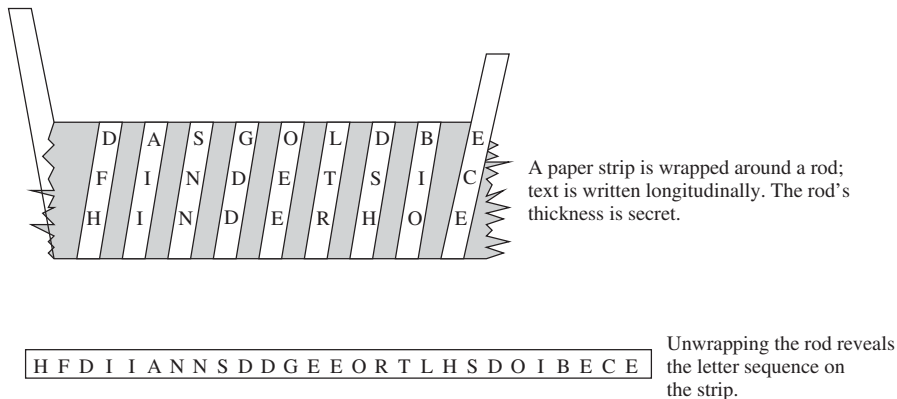 D A S G O L D B E
F I N D E T S I C
H I N D E R H O E
A paper strip is wrapped around a rod;
text is written longitudinally. The rod's
thickness is secret.
H F D I I A N N S D D G E E O R T L H S D O I B E C E
Unwrapping the rod reveals
the letter sequence on
the strip.